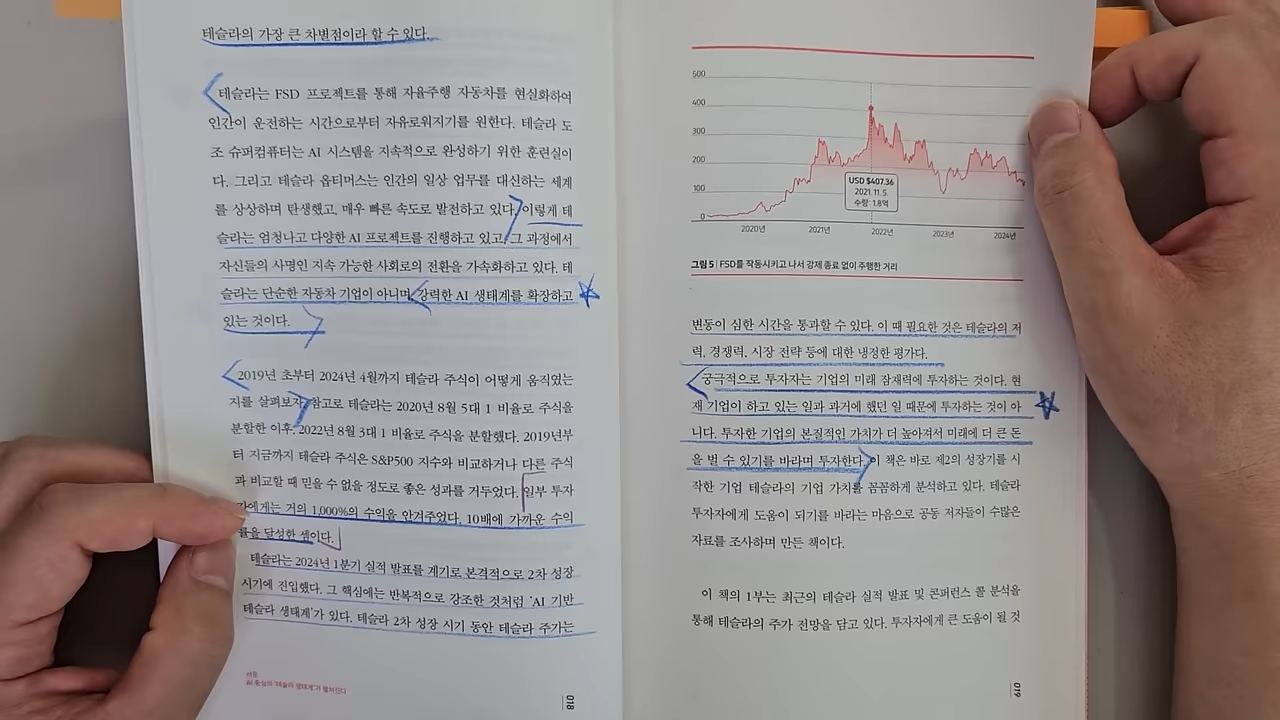 테슬라의 가장 큰 차별점이라 할 수 있다.
테슬라는 FSD 프로젝트를 통해 자율주행 자동차를 현실화하여
인간이 운전하는 시간으로부터 자유로워지기를 원한다. 테슬라 도
조 슈퍼컴퓨터는 AI 시스템을 지속적으로 완성하기 위한 훈련실이
다. 그리고 테슬라 옵티머스는 인간의 일상 업무를 대신하는 세계
를 상상하며 탄생했고, 매우 빠른 속도로 발전하고 있다. 이렇게 테
슬라는 엄청나고 다양한 AI 프로젝트를 진행하고 있고, 그 과정에서
자신들의 사명인 지속 가능한 사회로의 전환을 가속화하고 있다. 테
슬라는 단순한 자동차 기업이 아니며, 강력한 AI 생태계를 확장하고
있는 것이다.
2019년 초부터 2024년 4월까지 테슬라 주식이 어떻게 움직였는
지를 살펴보자. 참고로 테슬라는 2020년 8월 5대 1 비율로 주식을
분할한 이후, 2022년 8월 3대 1 비율로 주식을 분할했다. 2019년부
터 지금까지 테슬라 주식은 S&P500 지수와 비교하거나 다른 주식
과 비교할 때 믿을 수 없을 정도로 좋은 성과를 거두었다. 일부 투자
자에게는 거의 1,000%의 수익을 안겨주었다. 10배에 가까운 수익
률을 달성한 셈이다.
테슬라는 2024년 1분기 실적 발표를 계기로 본격적으로 2차 성장
시기에 진입했다. 그 핵심에는 반복적으로 강조한 것처럼 'AI 기반
테슬라 생태계'가 있다. 테슬라 2차 성장 시기 동안 테슬라 주가는
서문
AI 중심의 '테슬라 생태계'가 펼쳐진다
018
500
400
300
200
100
0
USD $407.36
2021. 11. 5.
수량: 1.8억
2020년
2021년
2022년
2023년
2024년
그림 5 | FSD를 작동시키고 나서 강제 종료 없이 주행한 거리
변동이 심한 시간을 통과할 수 있다. 이 때 필요한 것은 테슬라의 저
력, 경쟁력, 시장 전략 등에 대한 냉정한 평가다.
궁극적으로 투자자는 기업의 미래 잠재력에 투자하는 것이다. 현
재 기업이 하고 있는 일과 과거에 했던 일 때문에 투자하는 것이 아
니다. 투자한 기업의 본질적인 가치가 더 높아져서 미래에 더 큰 돈
을 벌 수 있기를 바라며 투자한다. 이 책은 바로 제2의 성장기를 시
작한 기업 테슬라의 기업 가치를 꼼꼼하게 분석하고 있다. 테슬라
투자자에게 도움이 되기를 바라는 마음으로 공동 저자들이 수많은
자료를 조사하며 만든 책이다.
이 책의 1부는 최근의 테슬라 실적 발표 및 콘퍼런스 콜 분석을
통해 테슬라의 주가 전망을 담고 있다. 투자자에게 큰 도움이 될 것
019